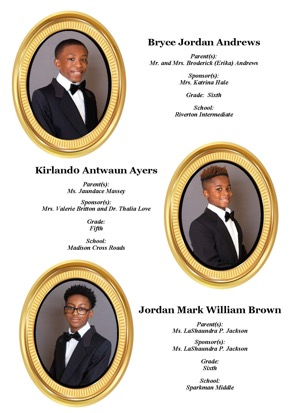 Bryce Jordan Andrews
Parent(s):
Mr. and Mrs. Broderick (Erika) Andrews
Sponsor(s):
Mrs. Katrina Hale
Grade: Sixth
School:
Riverton Intermediate
Kirlando Antwaun Ayers
Parent(s):
Ms. Jaundace Massey
Sponsor(s):
Mrs. Valerie Britton and Dr. Thalia Love
Grade:
Fifth
School:
Madison Cross Roads
Jordan Mark William Brown
Parent(s):
Ms. LaShaundra P. Jackson
Sponsor(s):
Ms. LaShaundra P. Jackson
Grade:
Sixth
School:
Sparkman Middle